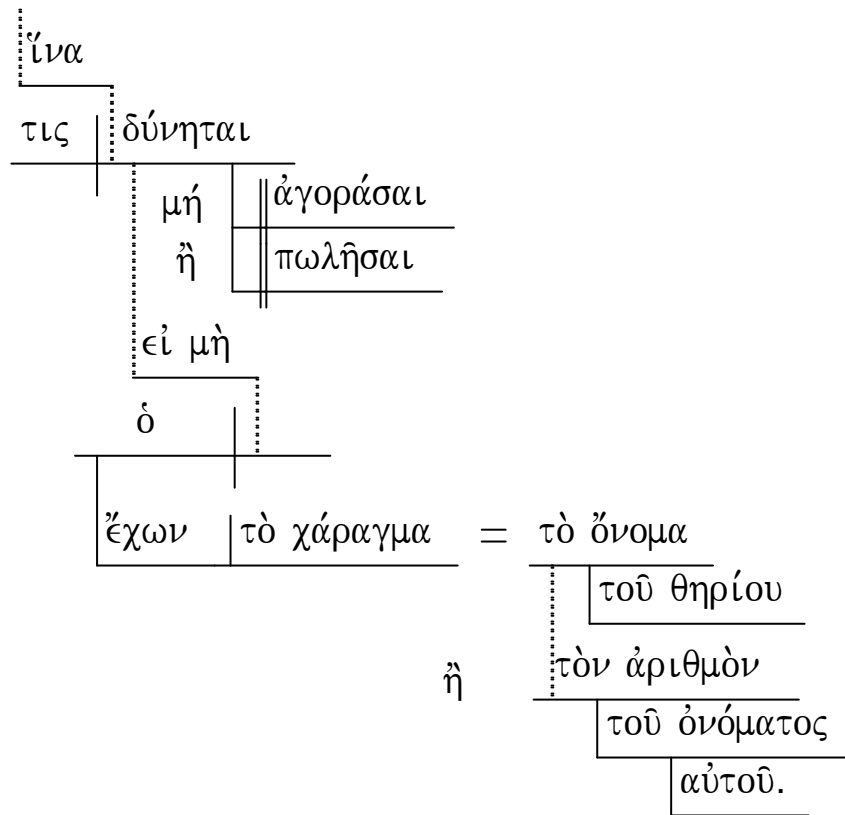 ἵνα
τις δύνηται
μή ἀγοράσαι
ἢ πωλῆσαι
εἰ μὴ
ὁ
ἔχων τὸ χάραγμα = τὸ ὄνομα
τοῦ θηρίου
ἢ τὸν ἀριθμὸν
τοῦ ὀνόματος
αὐτοῦ.